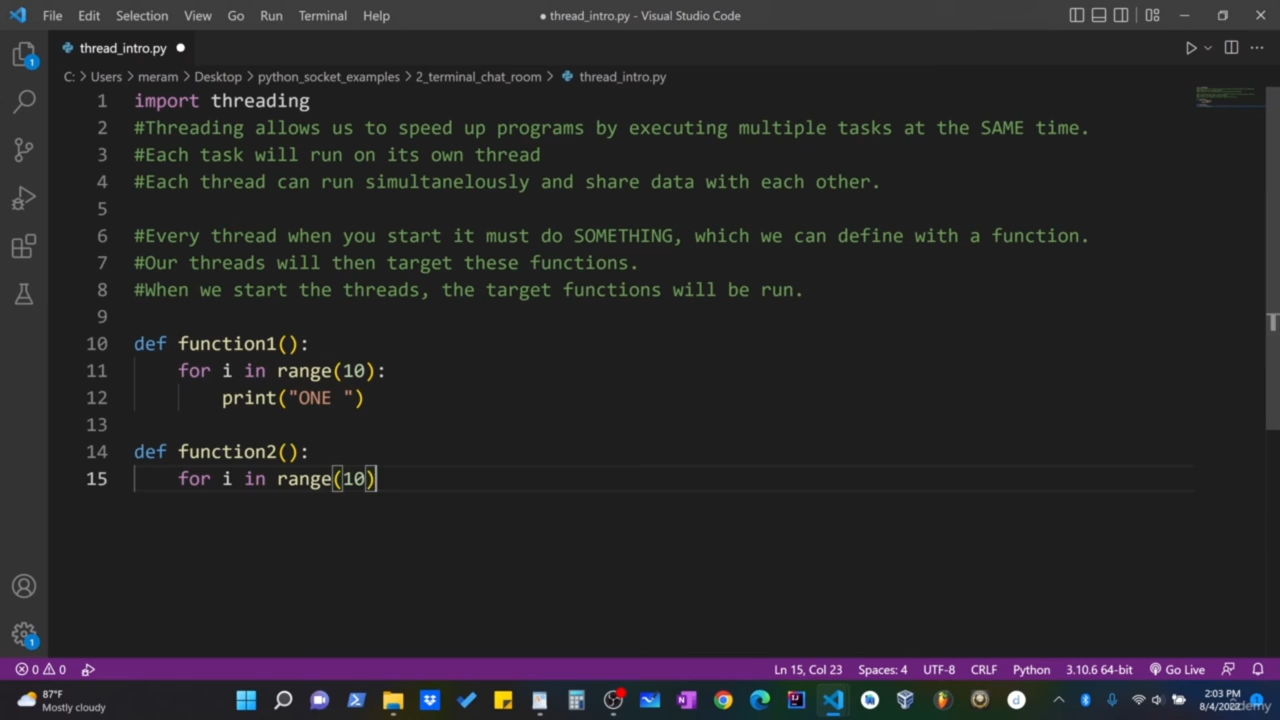 File Edit Selection View Go Run Terminal Help ● thread_intro.py - Visual Studio Code
thread_intro.py ●
C: > Users > meram > Desktop > python_socket_examples > 2_terminal_chat_room > thread_intro.py
1 import threading
2 #Threading allows us to speed up programs by executing multiple tasks at the SAME time.
3 #Each task will run on its own thread
4 #Each thread can run simultanelously and share data with each other.
5
6 #Every thread when you start it must do SOMETHING, which we can define with a function.
7 #Our threads will then target these functions.
8 #When we start the threads, the target functions will be run.
9
10 def function1():
11     for i in range(10):
12         print("ONE ")
13
14 def function2():
15     for i in range(10)
1
1
0 0 Ln 15, Col 23 Spaces: 4 UTF-8 CRLF Python 3.10.6 64-bit Go Live
87°F
Mostly cloudy
2:03 PM
8/4/2022